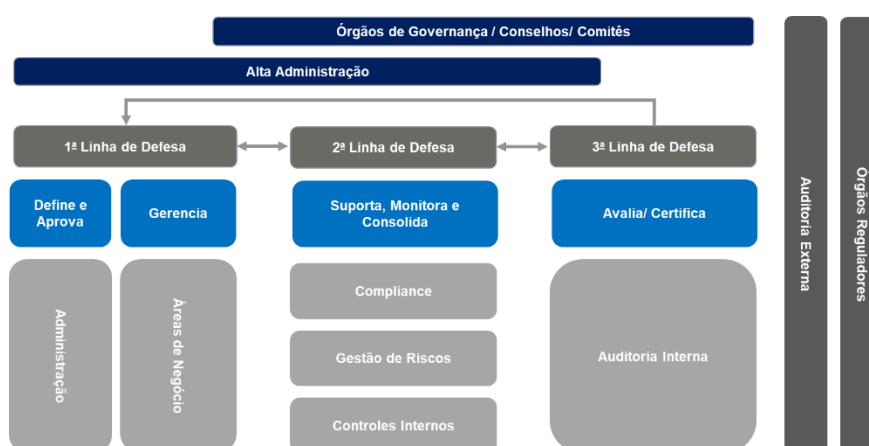 Órgãos de Governança / Conselhos/ Comitês
Alta Administração
1ª Linha de Defesa
2ª Linha de Defesa
3ª Linha de Defesa
Define e
Aprova
Gerencia
Suporta, Monitora e
Consolida
Avalia/ Certifica
Administração
Àreas de Negócio
Compliance
Gestão de Riscos
Controles Internos
Auditoria Interna
Auditoria Externa
Órgãos Reguladores